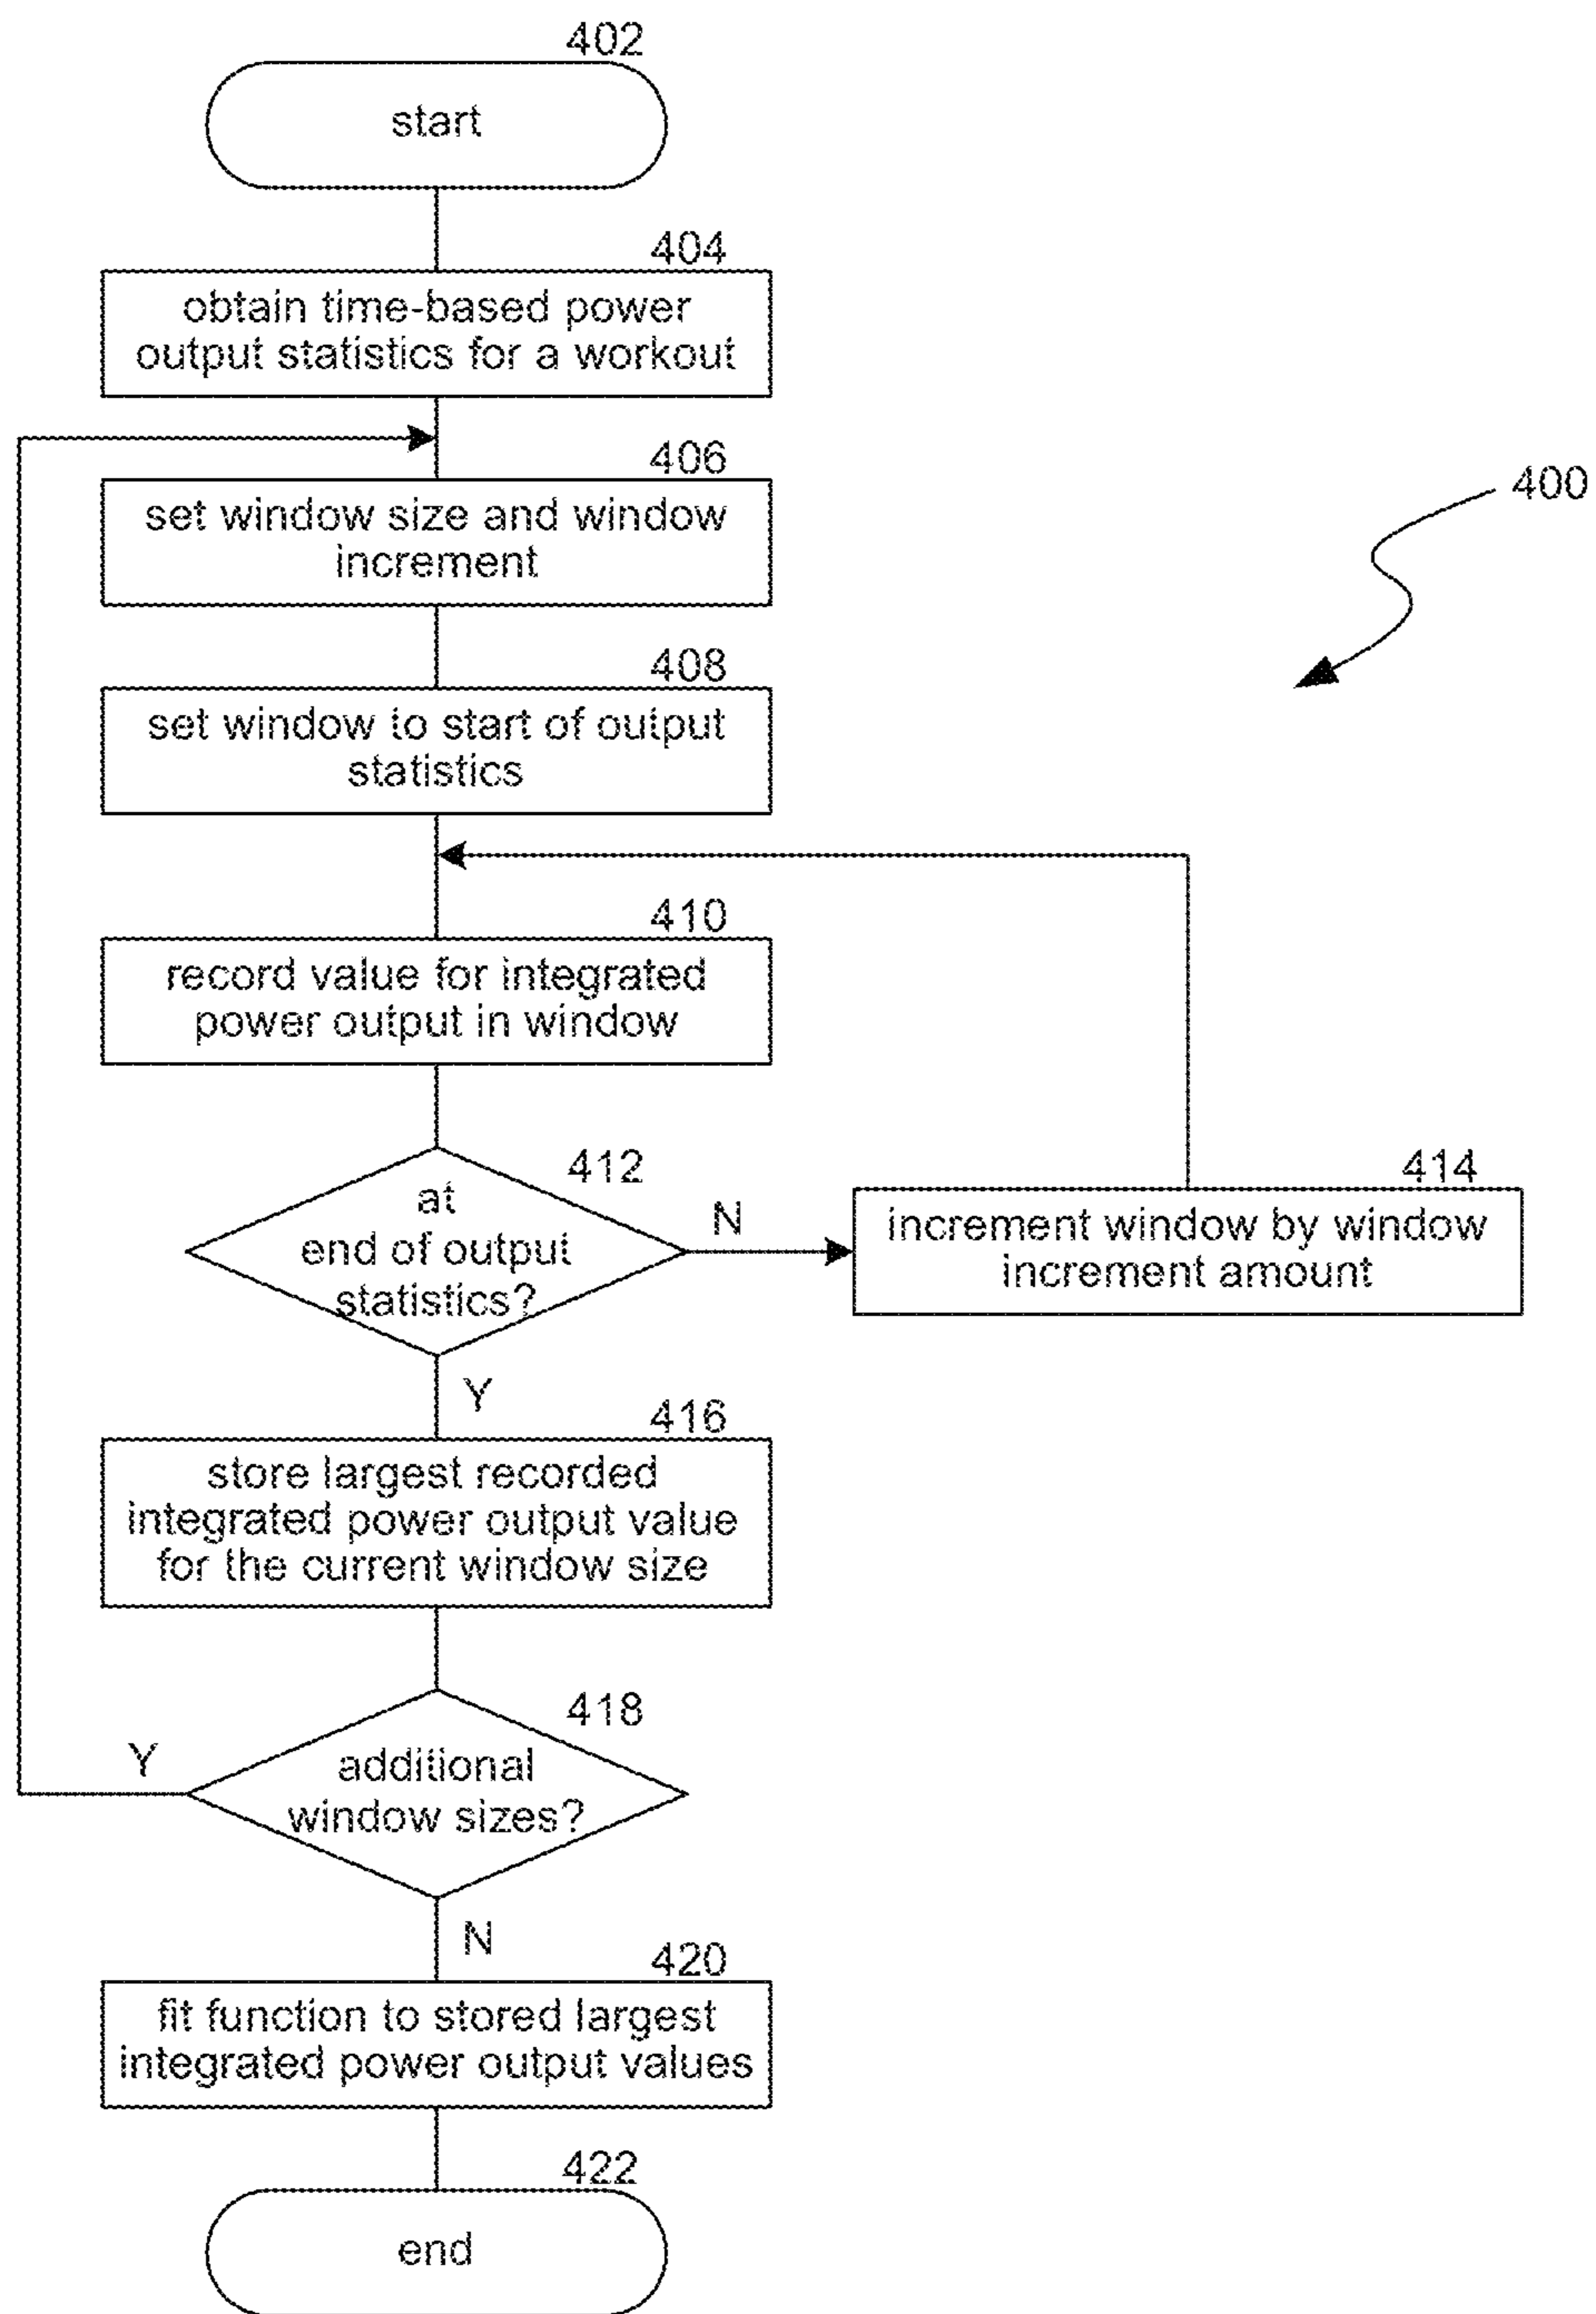 402
start
404
obtain time-based power
output statistics for a workout
406
set window size and window
increment
400
408
set window to start of output
statistics
410
record value for integrated
power output in window
412
at
end of output
statistics?
N
414
increment window by window
increment amount
Y
416
store largest recorded
integrated power output value
for the current window size
418
additional
window sizes?
Y
N
420
fit function to stored largest
integrated power output values
422
end